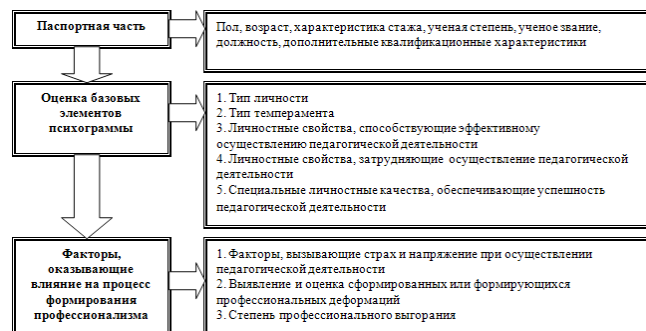 Паспортная часть
Пол, возраст, характеристика стажа, ученая степень, ученое звание,
должность, дополнительные квалификационные характеристики
Оценка базовых
элементов
психограммы
1. Тип личности
2. Тип темперамента
3. Личностные свойства, способствующие эффективному
осуществлению педагогической деятельности
4. Личностные свойства, затрудняющие осуществление педагогической
деятельности
5. Специальные личностные качества, обеспечивающие успешность
педагогической деятельности
Факторы,
оказывающие
влияние на процесс
формирования
профессионализма
1. Факторы, вызывающие страх и напряжение при осуществлении
педагогической деятельности
2. Выявление и оценка сформированных или формирующихся
профессиональных деформаций
3. Степень профессионального выгорания